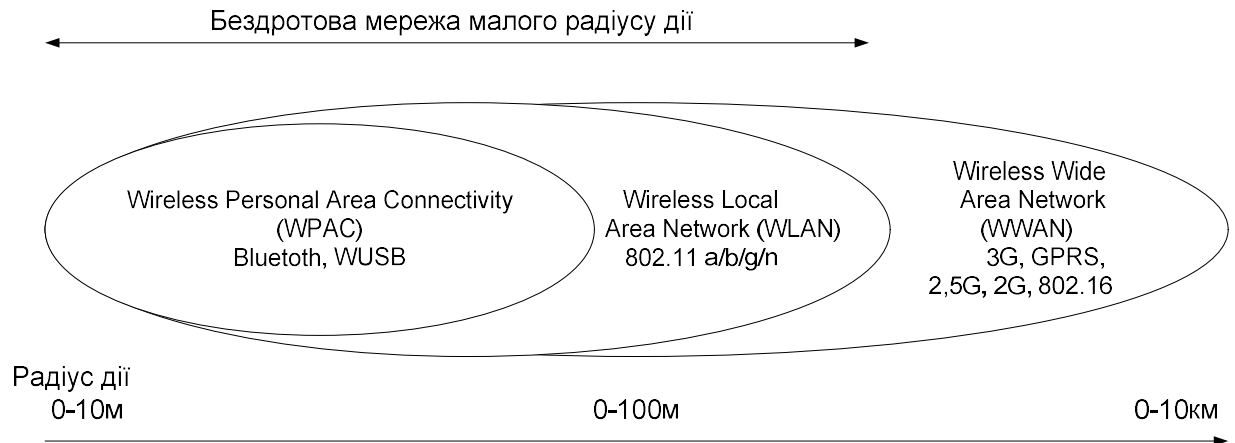 Бездротова мережа малого радіусу дії
Wireless Personal Area Connectivity
(WPAC)
Bluetoth, WUSB
Wireless Local
Area Network (WLAN)
802.11 a/b/g/n
Wireless Wide
Area Network
(WWAN)
3G, GPRS,
2,5G, 2G, 802.16
Радіус дії
0-10м
0-100м
0-10км